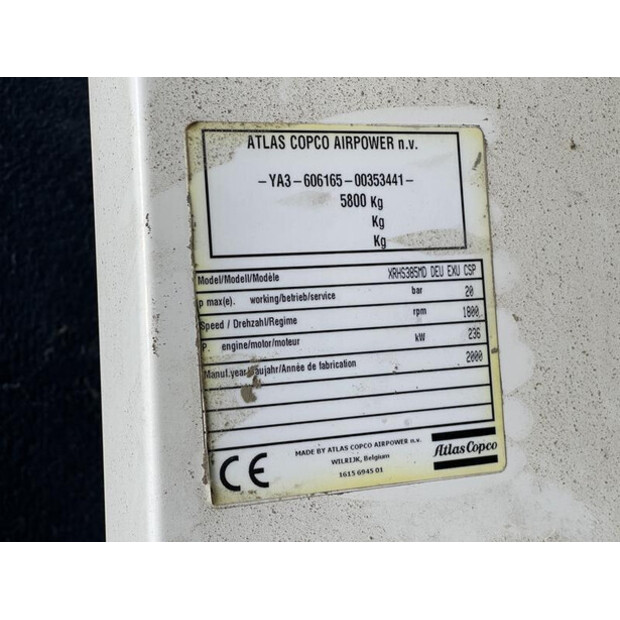 ATLAS COPCO AIRPOWER n.v.
–YA3–606165–00353441–
5800 Kg
Kg
Kg
Model/Modell/Modèle XRHS385MD DEU EXU CSP
p max(e). working/betrieb/service bar 20
Speed / Drehzahl/Regime rpm 1800
P. engine/motor/moteur kW 236
Manuf.year/Baujahr/Année de fabrication 2000
CE
MADE BY ATLAS COPCO AIRPOWER n.v.
WILRIJK, Belgium
1615 6945 01
Atlas Copco